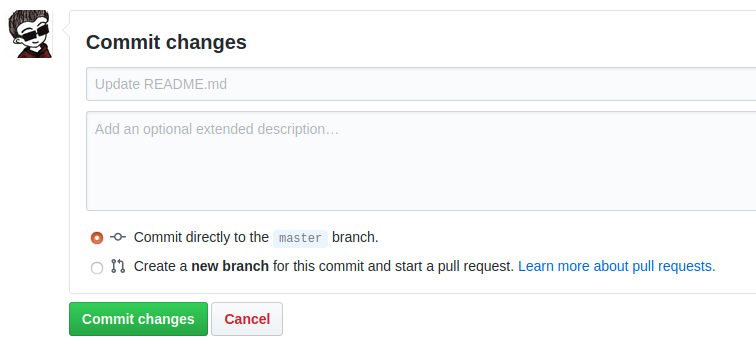 Commit changes
Update README.md
Add an optional extended description…
Commit directly to the master branch.
Create a new branch for this commit and start a pull request. Learn more about pull requests.
Commit changes Cancel